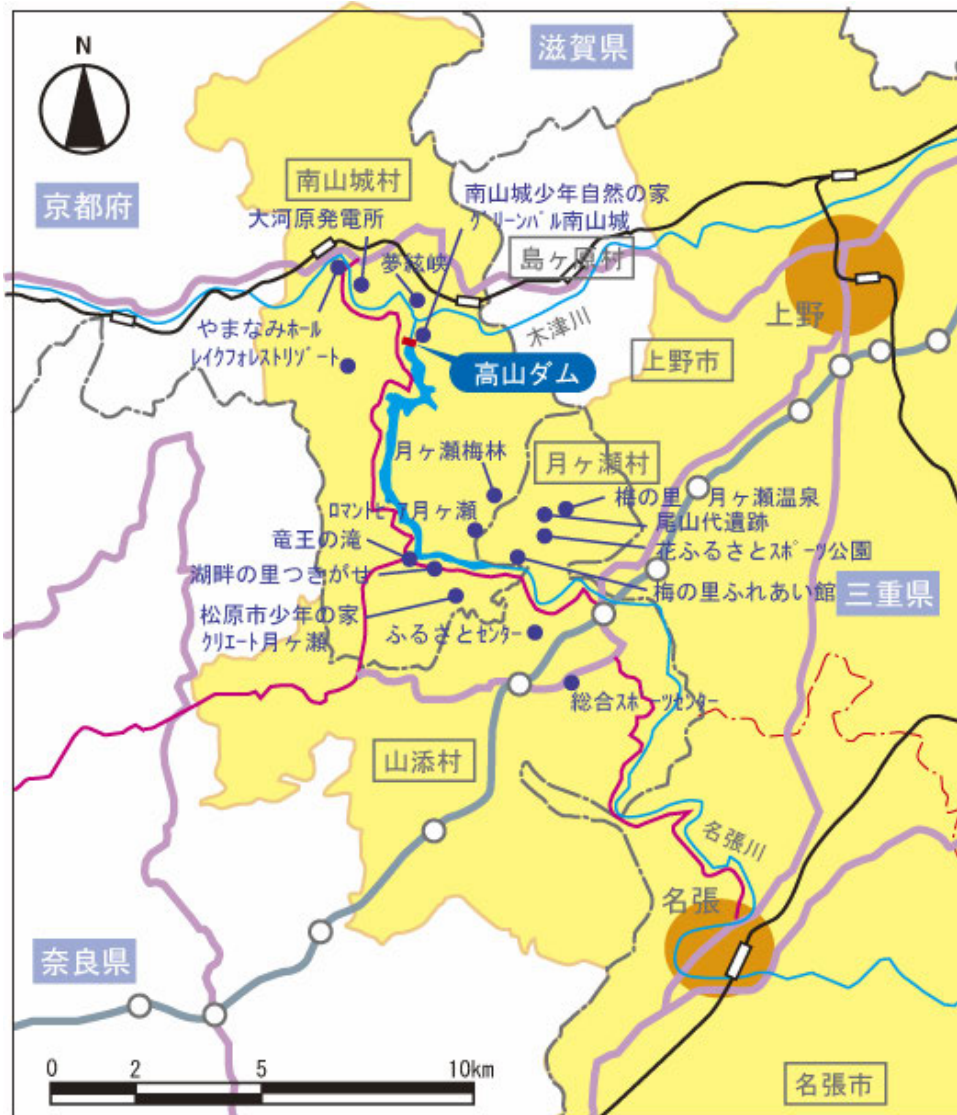 滋賀県
N
南山城村
南山城少年自然の家
グリーンパル南山城
京都府
大河原発電所
夢絃峡
島ヶ原村
上野
木津川
やまなみホール
レイクフォレストリゾート
高山ダム
上野市
月ヶ瀬梅林
月ヶ瀬村
梅の里 月ヶ瀬温泉
ロマントピア月ヶ瀬
尾山代遺跡
竜王の滝
花ふるさとスポーツ公園
湖畔の里つきがせ
梅の里ふれあい館
三重県
松原市少年の家
クリエート月ヶ瀬
ふるさとセンター
総合スポーツセンター
山添村
名張川
名張
奈良県
0 2 5 10km
名張市